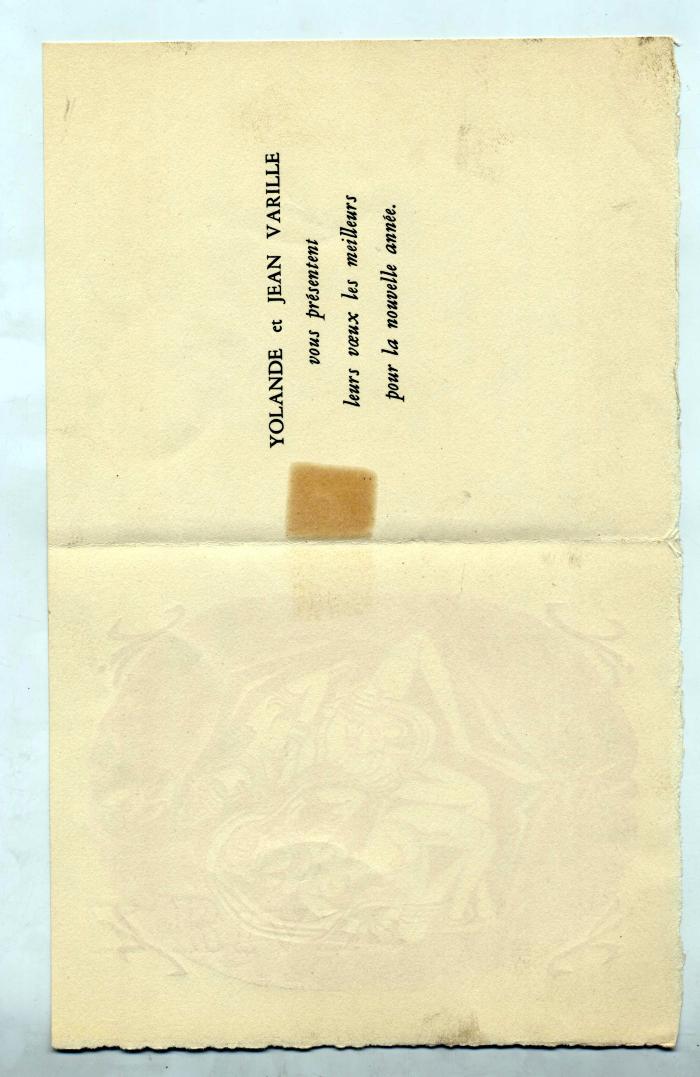 YOLANDE et JEAN VARILLE
vous présentent
leurs vœux les meilleurs
pour la nouvelle année.